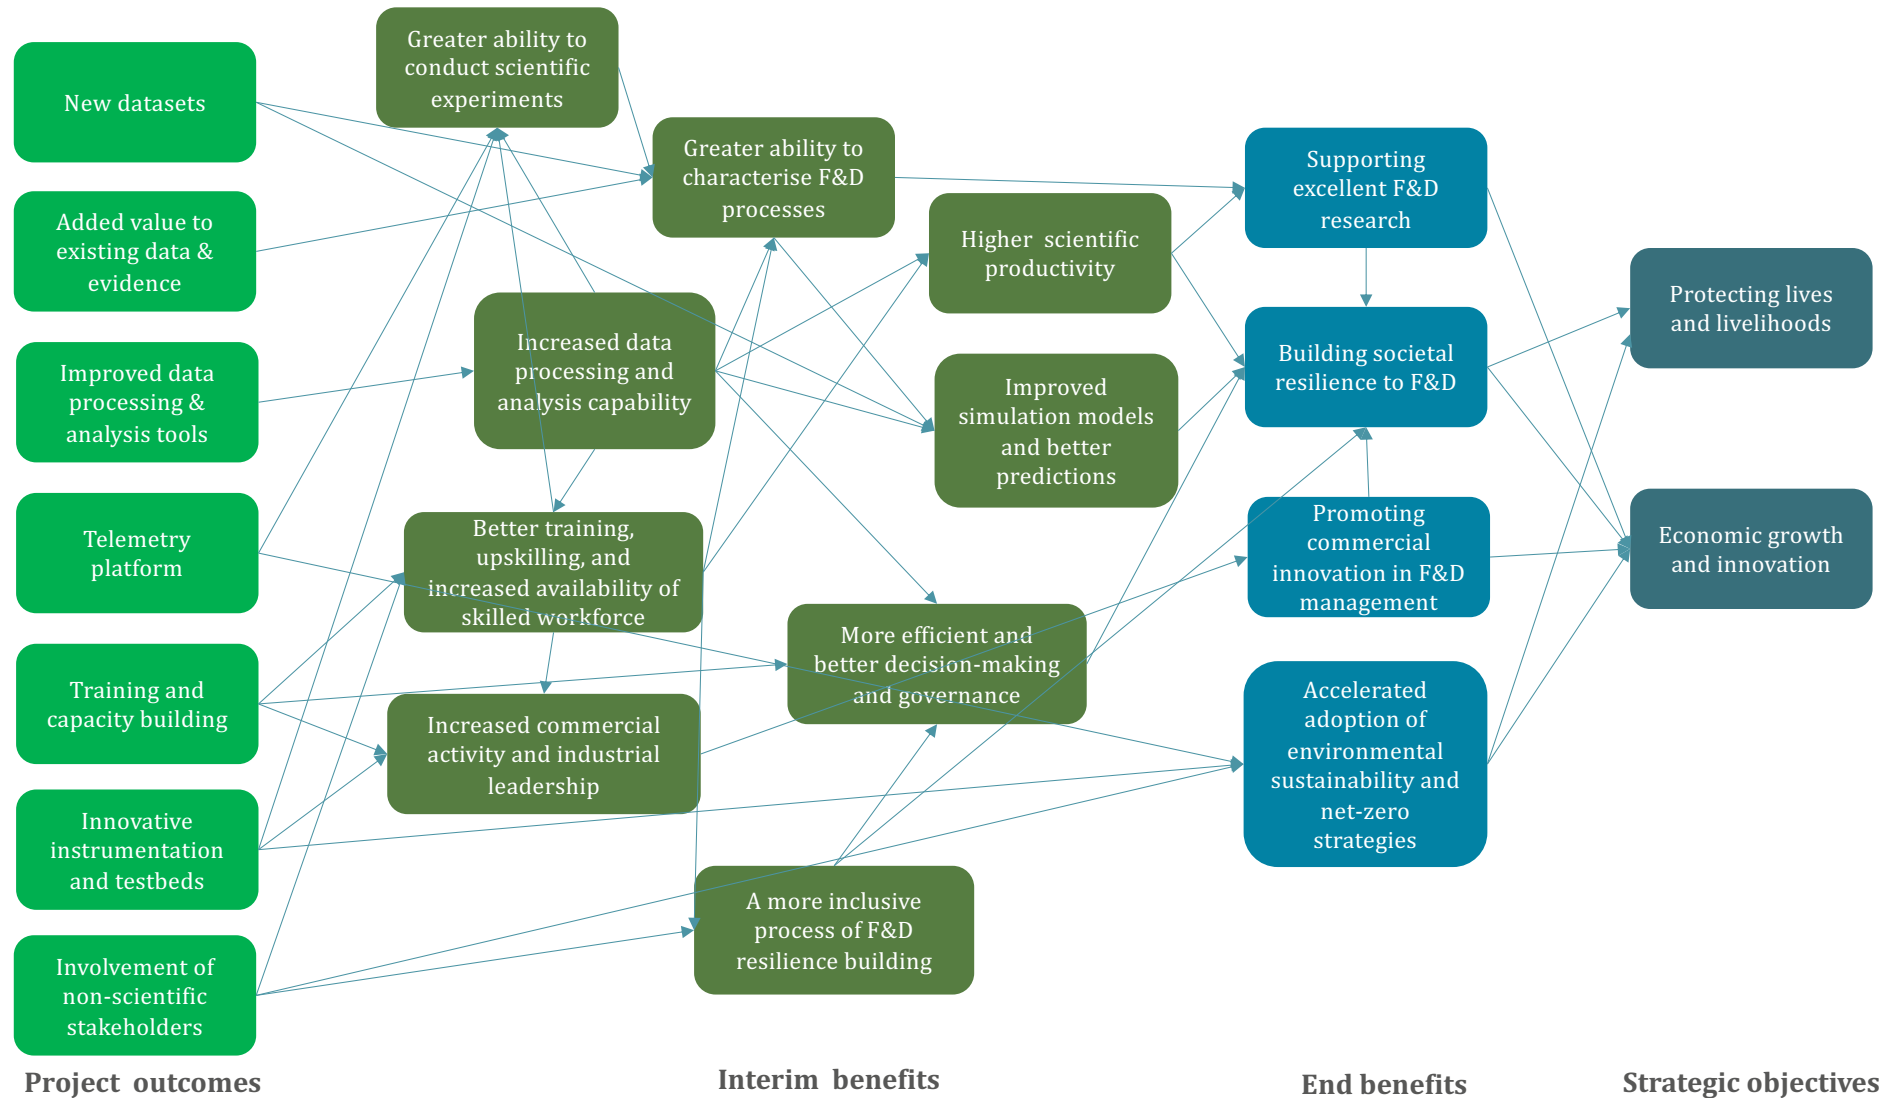 New datasets
Added value to
existing data &
evidence
Improved data
processing &
analysis tools
Telemetry
platform
Training and
capacity building
Innovative
instrumentation
and testbeds
Involvement of
non-scientific
stakeholders
Project outcomes
Greater ability to
conduct scientific
experiments
Greater ability to
characterise F&D
processes
Increased data
processing and
analysis capability
Higher scientific
productivity
Improved
simulation models
and better
predictions
Better training,
upskilling, and
increased availability of
skilled workforce
More efficient and
better decision-making
and governance
Increased commercial
activity and industrial
leadership
A more inclusive
process of F&D
resilience building
Interim benefits
Supporting
excellent F&D
research
Building societal
resilience to F&D
Promoting
commercial
innovation in F&D
management
Accelerated
adoption of
environmental
sustainability and
net-zero
strategies
End benefits
Protecting lives
and livelihoods
Economic growth
and innovation
Strategic objectives